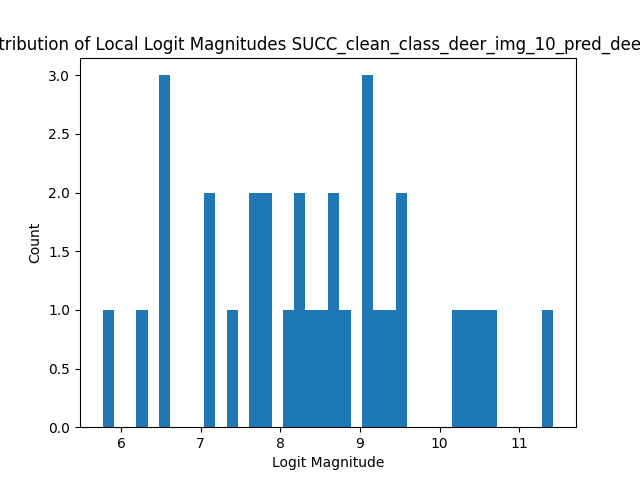 tribution of Local Logit Magnitudes SUCC_clean_class_deer_img_10_pred_dee
3.0
2.5
2.0
1.5
1.0
0.5
0.0
Count
6 7 8 9 10 11
Logit Magnitude